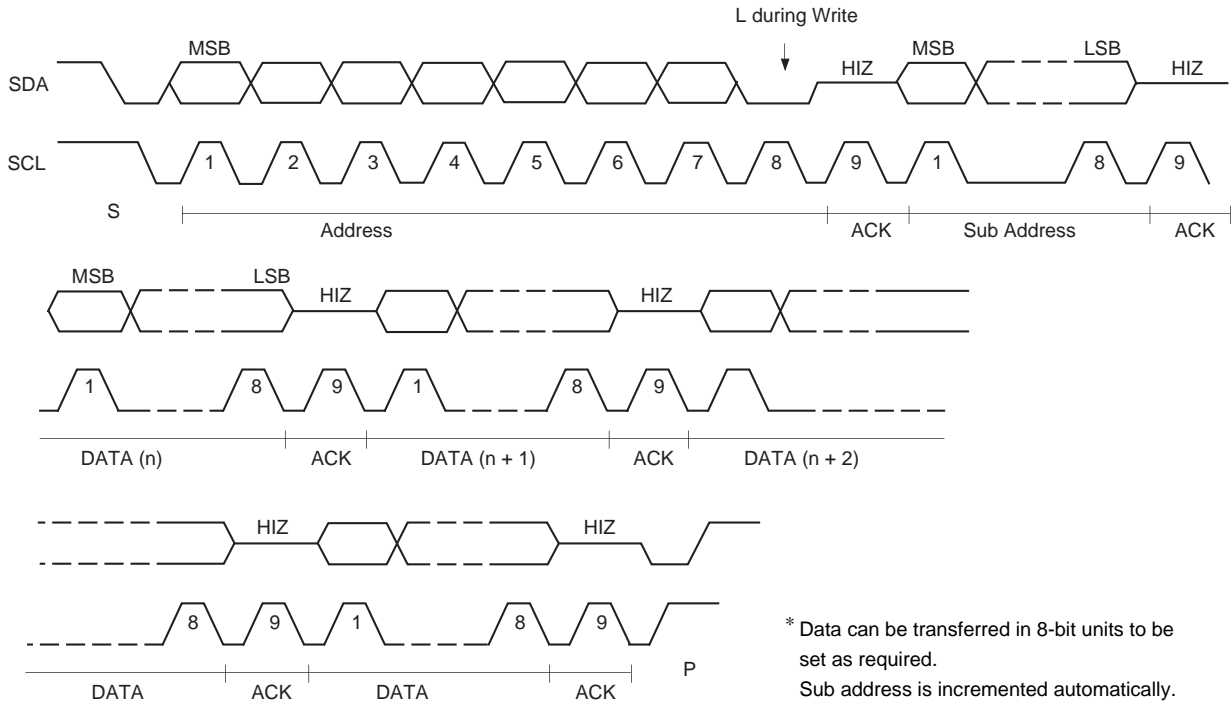 L during Write
MSB MSB LSB
SDA HIZ HIZ
SCL 1 2 3 4 5 6 7 8 9 1 8 9
S
Address ACK Sub Address ACK
MSB LSB
HIZ HIZ
1 8 9 1 8 9
DATA (n) ACK DATA (n + 1) ACK DATA (n + 2)
HIZ HIZ
8 9 1 8 9
P
DATA ACK DATA ACK
* Data can be transferred in 8-bit units to be
set as required.
Sub address is incremented automatically.